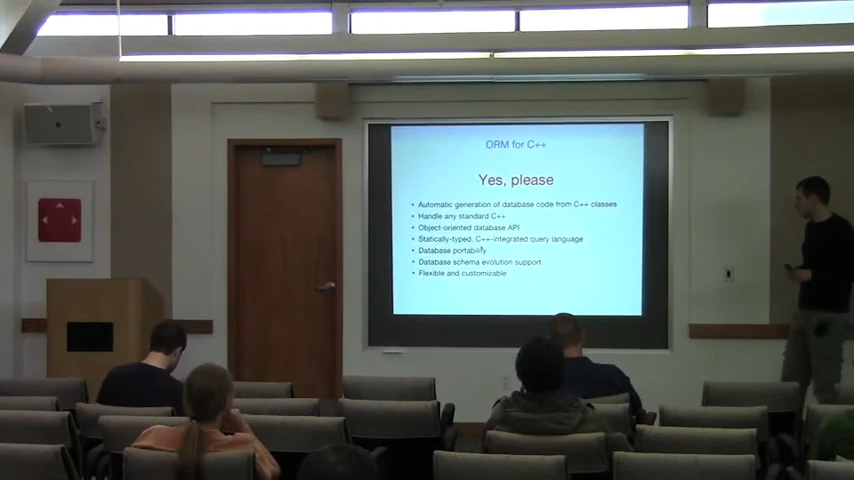 ORM for C++
Yes, please
• Automatic generation of database code from C++ classes
• Handle any standard C++
• Object-oriented database API
• Statically-typed, C++-integrated query language
• Database portability
• Database schema evolution support
• Flexible and customizable